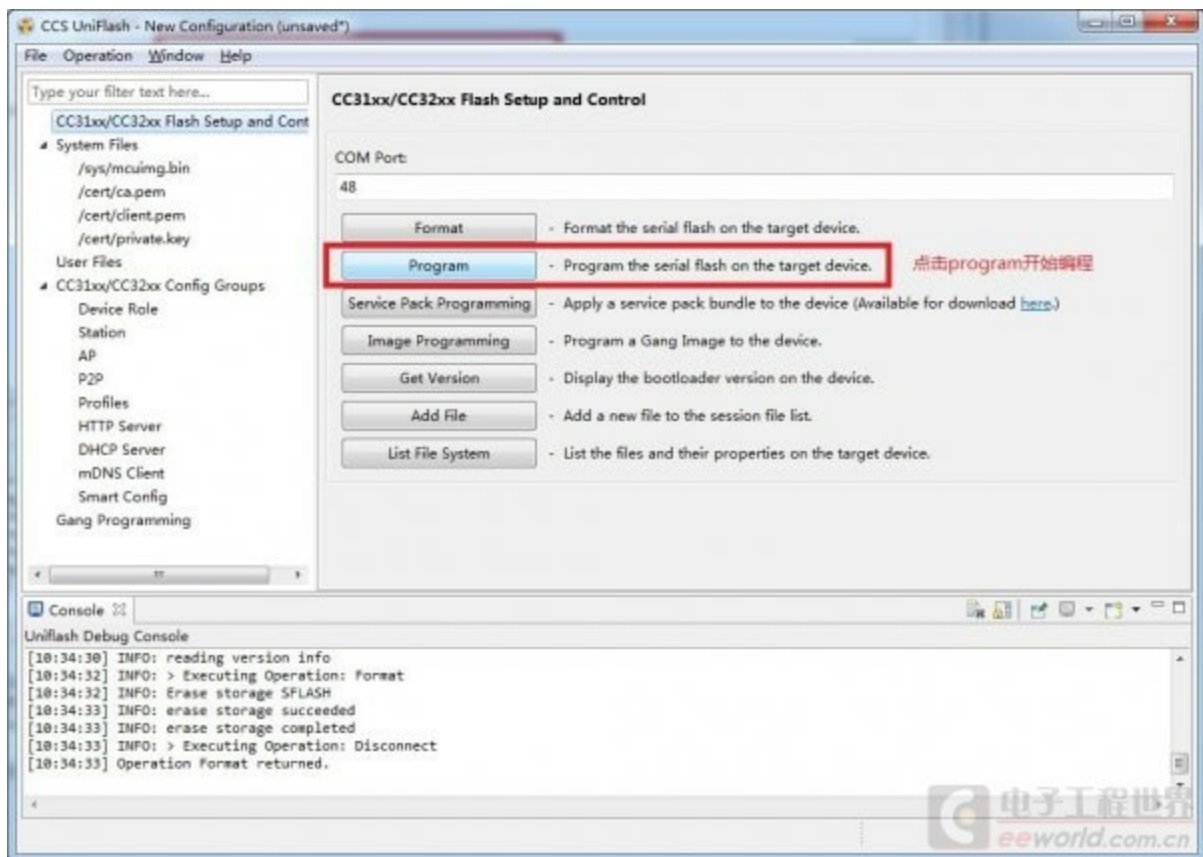 CCS UniFlash - New Configuration (unsaved*)
File Operation Window Help
Type your filter text here...
CC31xx/CC32xx Flash Setup and Cont
System Files
/sys/mcuimg.bin
/cert/ca.pem
/cert/client.pem
/cert/private.key
User Files
CC31xx/CC32xx Config Groups
Device Role
Station
AP
P2P
Profiles
HTTP Server
DHCP Server
mDNS Client
Smart Config
Gang Programming
CC31xx/CC32xx Flash Setup and Control
COM Port:
48
Format - Format the serial flash on the target device.
Program - Program the serial flash on the target device. 点击program开始编程
Service Pack Programming - Apply a service pack bundle to the device (Available for download here.)
Image Programming - Program a Gang Image to the device.
Get Version - Display the bootloader version on the device.
Add File - Add a new file to the session file list.
List File System - List the files and their properties on the target device.
Console
Uniflash Debug Console
[10:34:30] INFO: reading version info
[10:34:32] INFO: > Executing Operation: Format
[10:34:32] INFO: Erase storage SFLASH
[10:34:33] INFO: erase storage succeeded
[10:34:33] INFO: erase storage completed
[10:34:33] INFO: > Executing Operation: Disconnect
[10:34:33] Operation Format returned.
电子工程世界
eeworld.com.cn